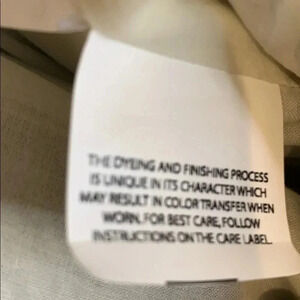 THE DYEING AND FINISHING PROCESS
IS UNIQUE IN ITS CHARACTER WHICH
MAY RESULT IN COLOR TRANSFER WHEN
WORN. FOR BEST CARE, FOLLOW
INSTRUCTIONS ON THE CARE LABEL.